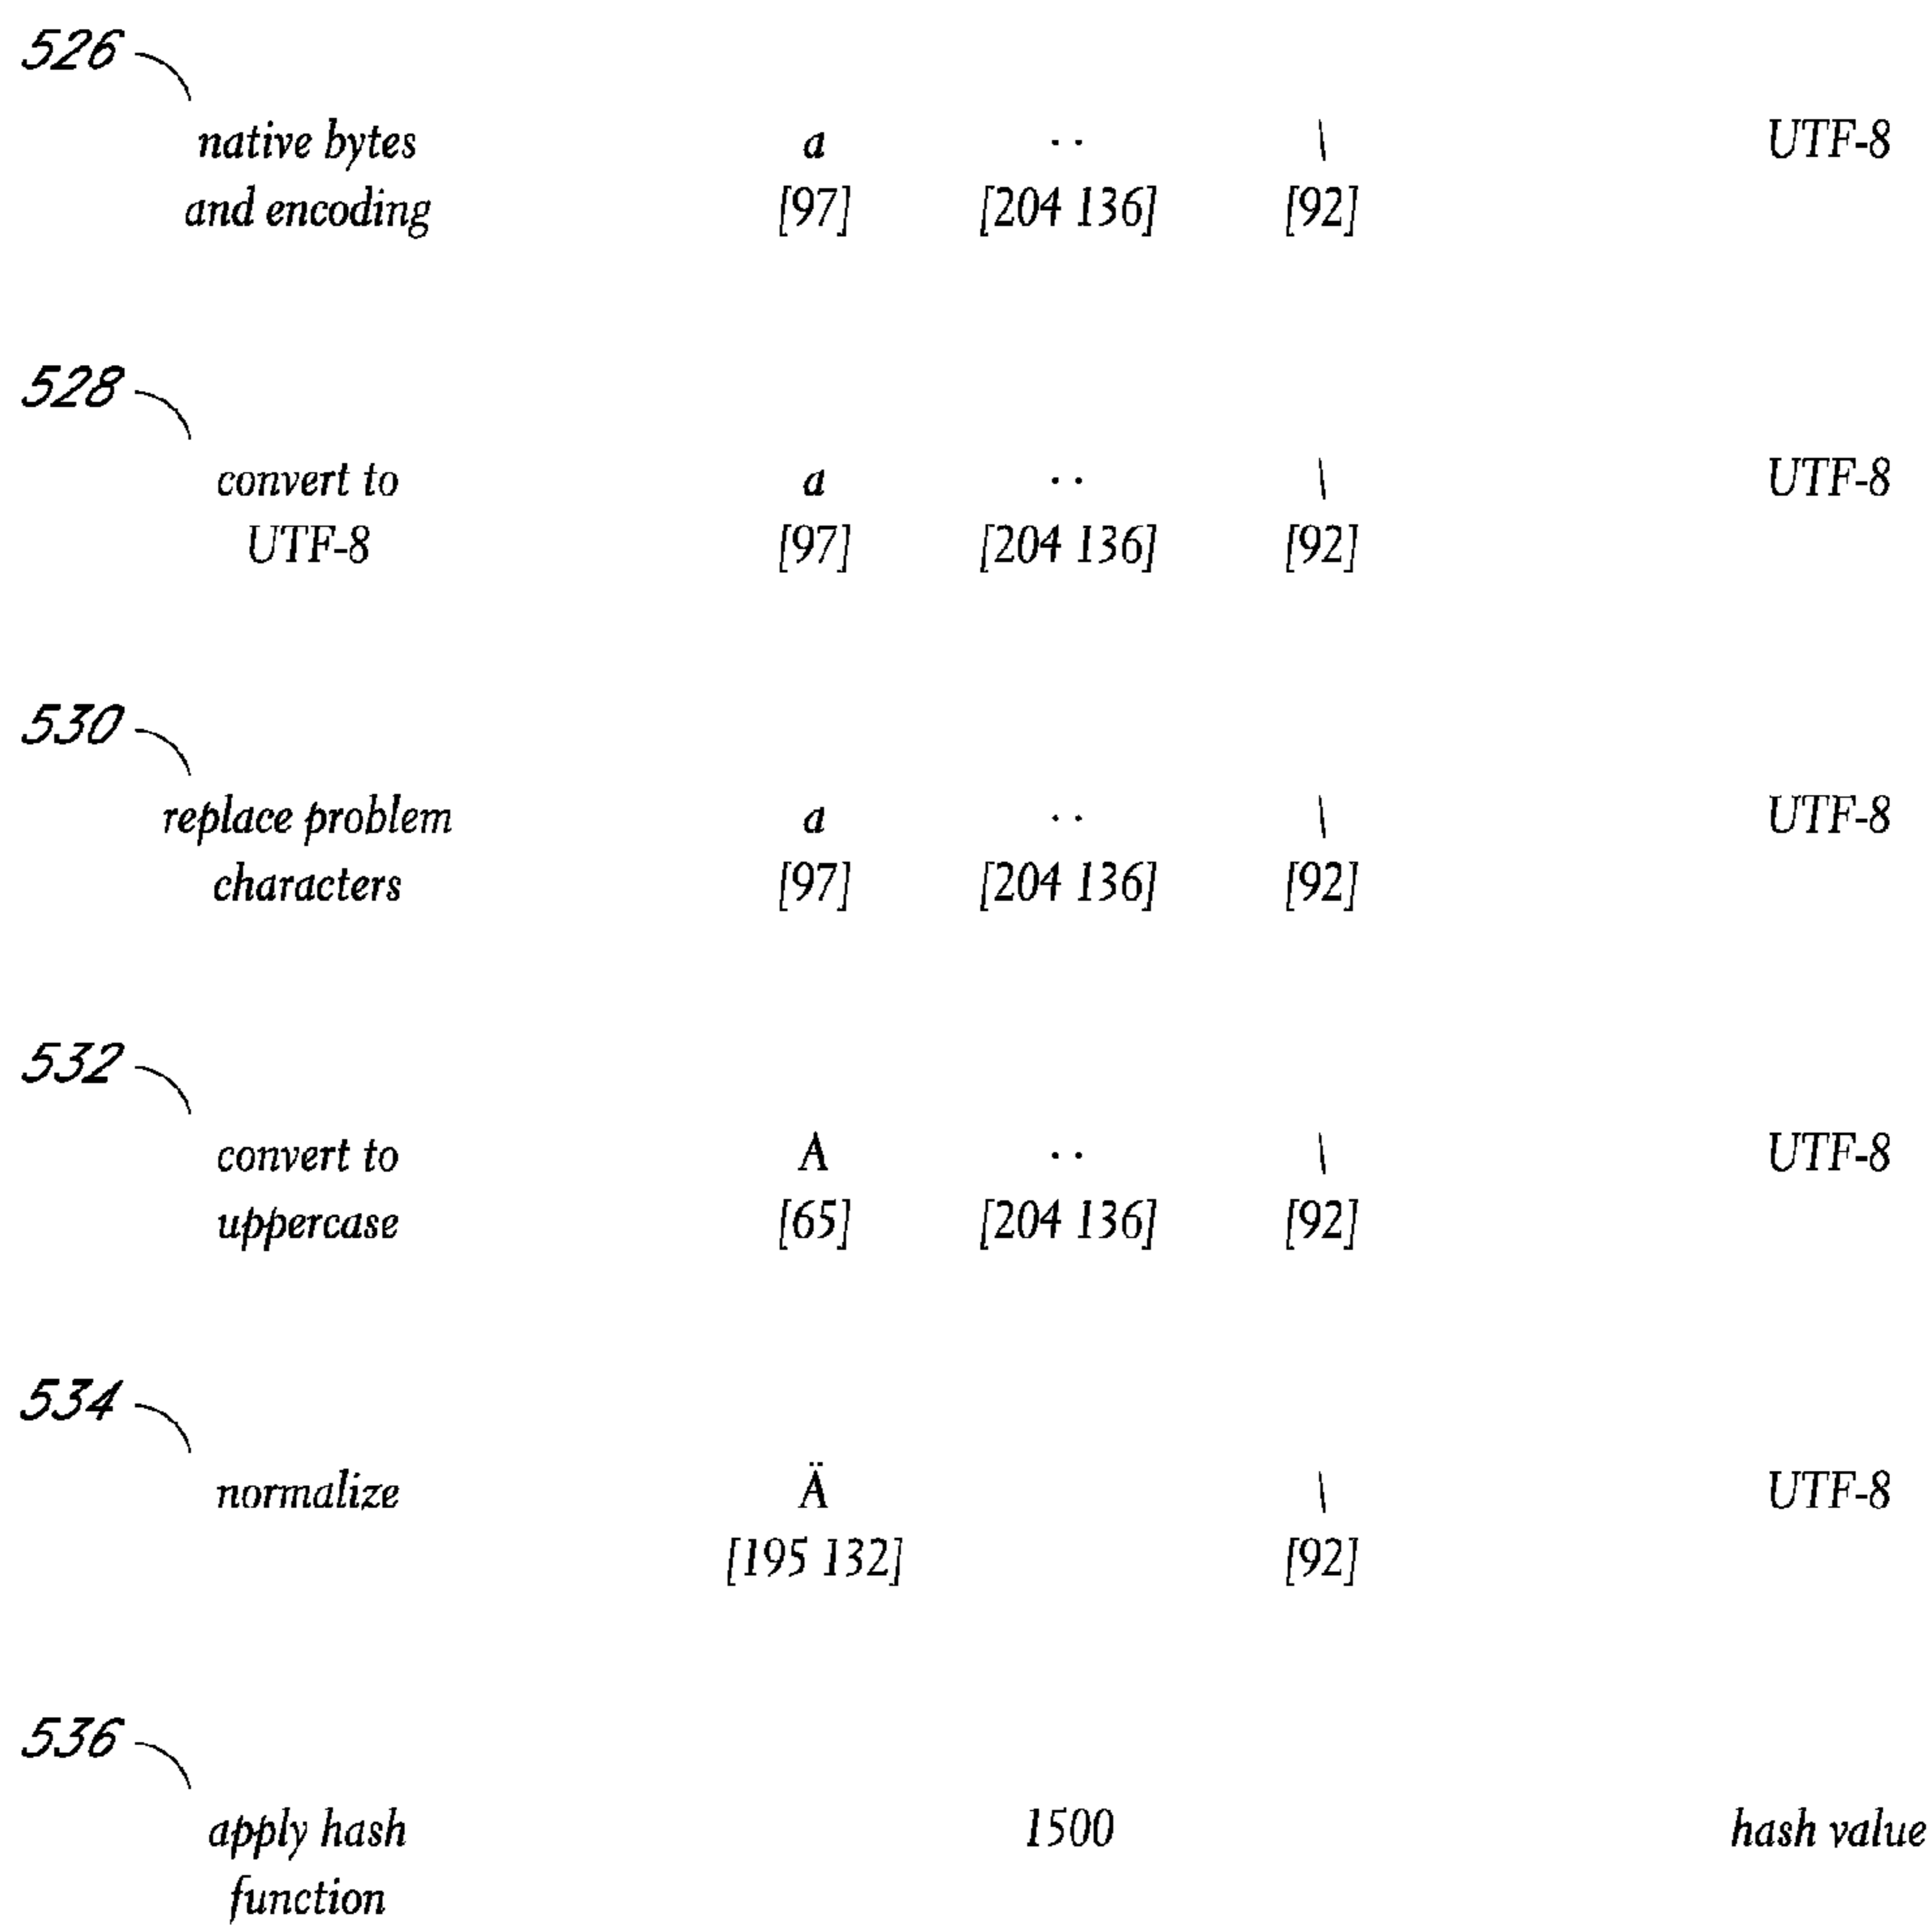 526
native bytes a ·· \ UTF-8
and encoding [97] [204 136] [92]
528
convert to a ·· \ UTF-8
UTF-8 [97] [204 136] [92]
530
replace problem a ·· \ UTF-8
characters [97] [204 136] [92]
532
convert to A ·· \ UTF-8
uppercase [65] [204 136] [92]
534
normalize Ä \ UTF-8
[195 132] [92]
536
apply hash 1500 hash value
function